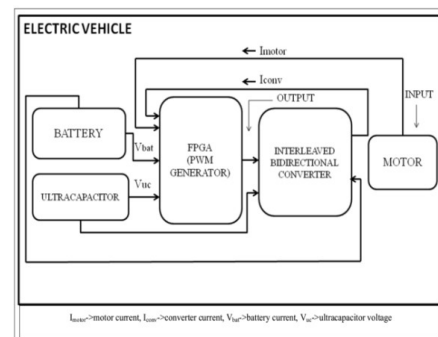 ELECTRIC VEHICLE
Imotor
Iconv
OUTPUT
INPUT
BATTERY
Vbat
FPGA
(PWM
GENERATOR)
INTERLEAVED
BIDIRECTIONAL
CONVERTER
MOTOR
ULTRACAPACITOR
Vuc
Imotor->motor current, Iconv->converter current, Vbat->battery current, Vuc->ultracapacitor voltage